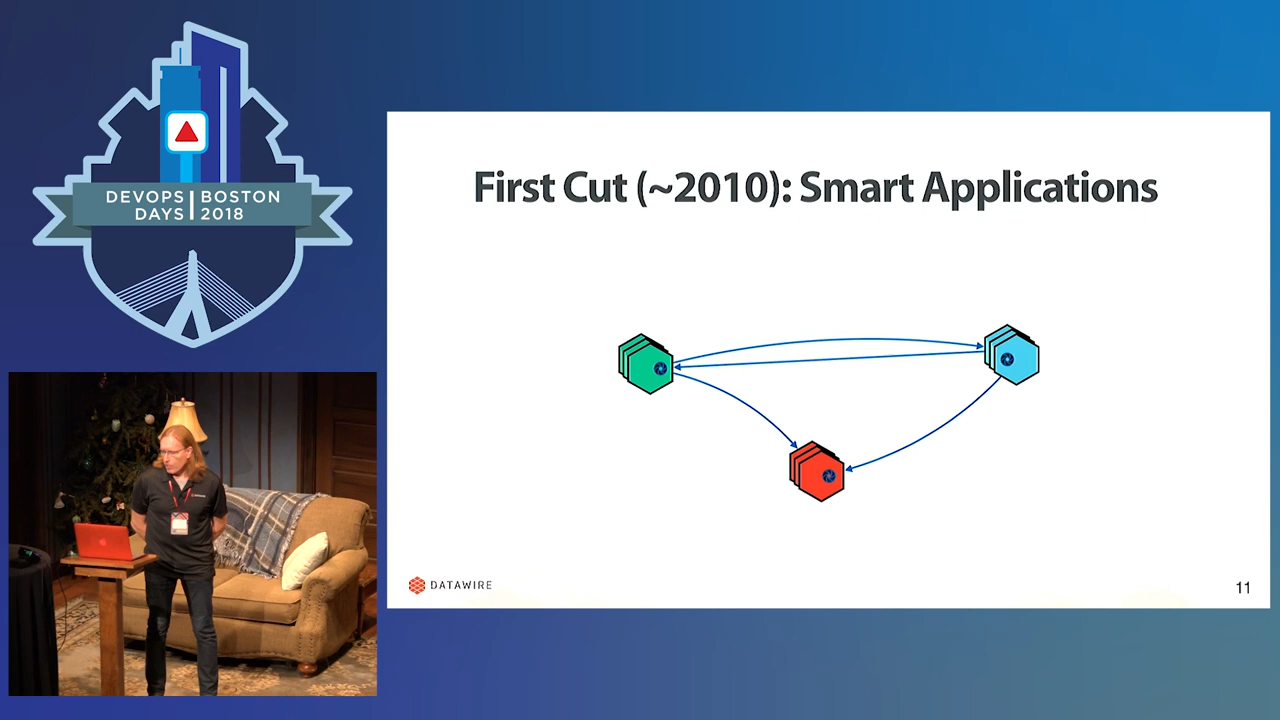 DEVOPS BOSTON
DAYS 2018
First Cut (~2010): Smart Applications
DATAWIRE
11